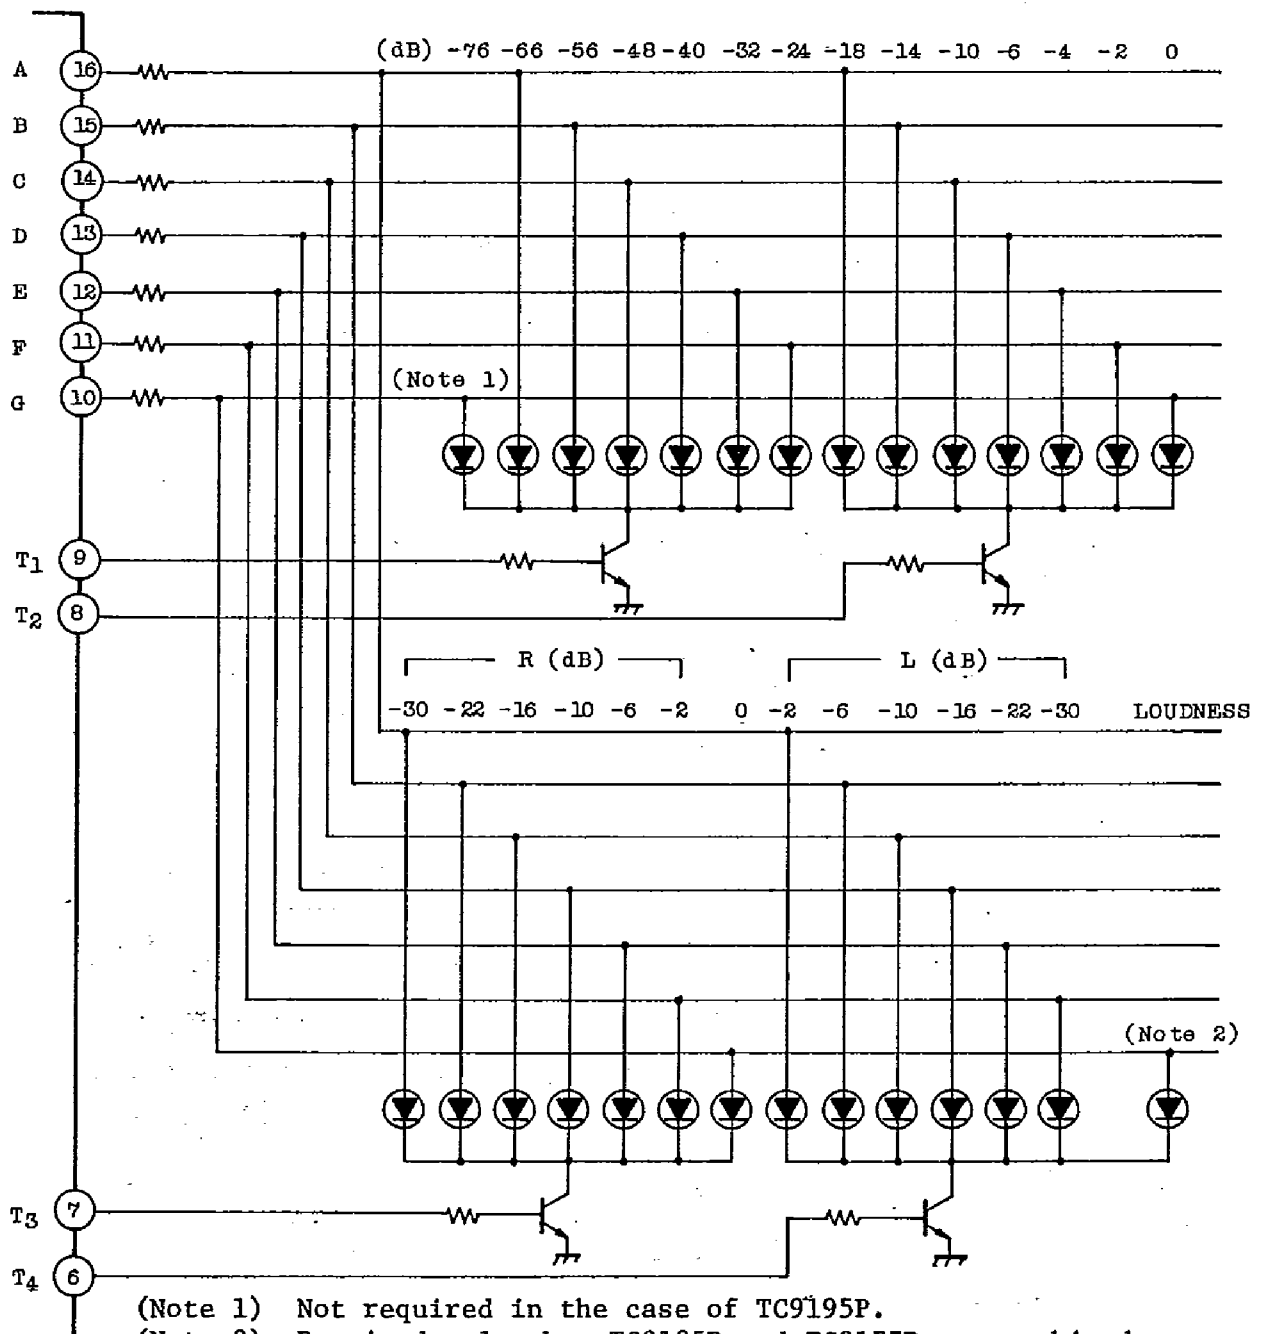 (dB) -76 -66 -56 -48 -40 -32 -24 -18 -14 -10 -6 -4 -2 0
A 16
B 15
C 14
D 13
E 12
F 11
(Note 1)
G 10
T1 9
T2 8
R (dB) L (dB)
-30 -22 -16 -10 -6 -2 0 -2 -6 -10 -16 -22 -30 LOUDNESS
(Note 2)
T3 7
T4 6
(Note 1) Not required in the case of TC9195P.